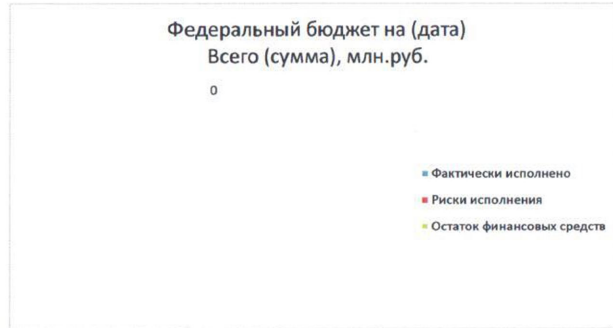 Федеральный бюджет на (дата)
Всего (сумма), млн.руб.
0
Фактически исполнено
Риски исполнения
Остаток финансовых средств